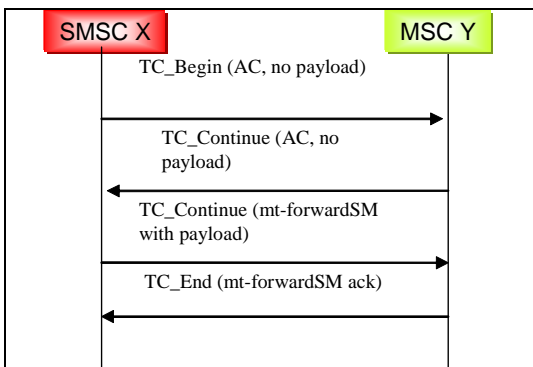 SMSC X
MSC Y
TC_Begin (AC, no payload)
TC_Continue (AC, no
payload)
TC_Continue (mt-forwardSM
with payload)
TC_End (mt-forwardSM ack)